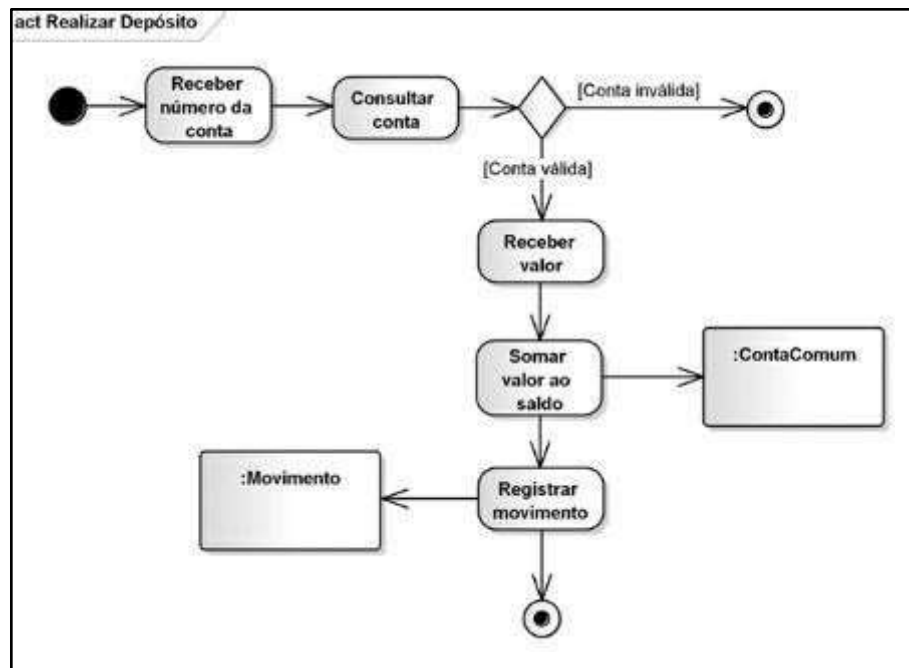 act Realizar Depósito
Receber
número da
conta
Consultar
conta
[Conta inválida]
[Conta válida]
Receber
valor
Somar
valor ao
saldo
:ContaComum
:Movimento
Registrar
movimento